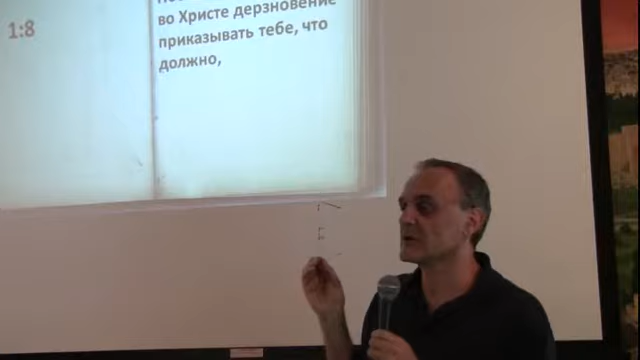 1:8
во Христе дерзновение
приказывать тебе, что
должно,